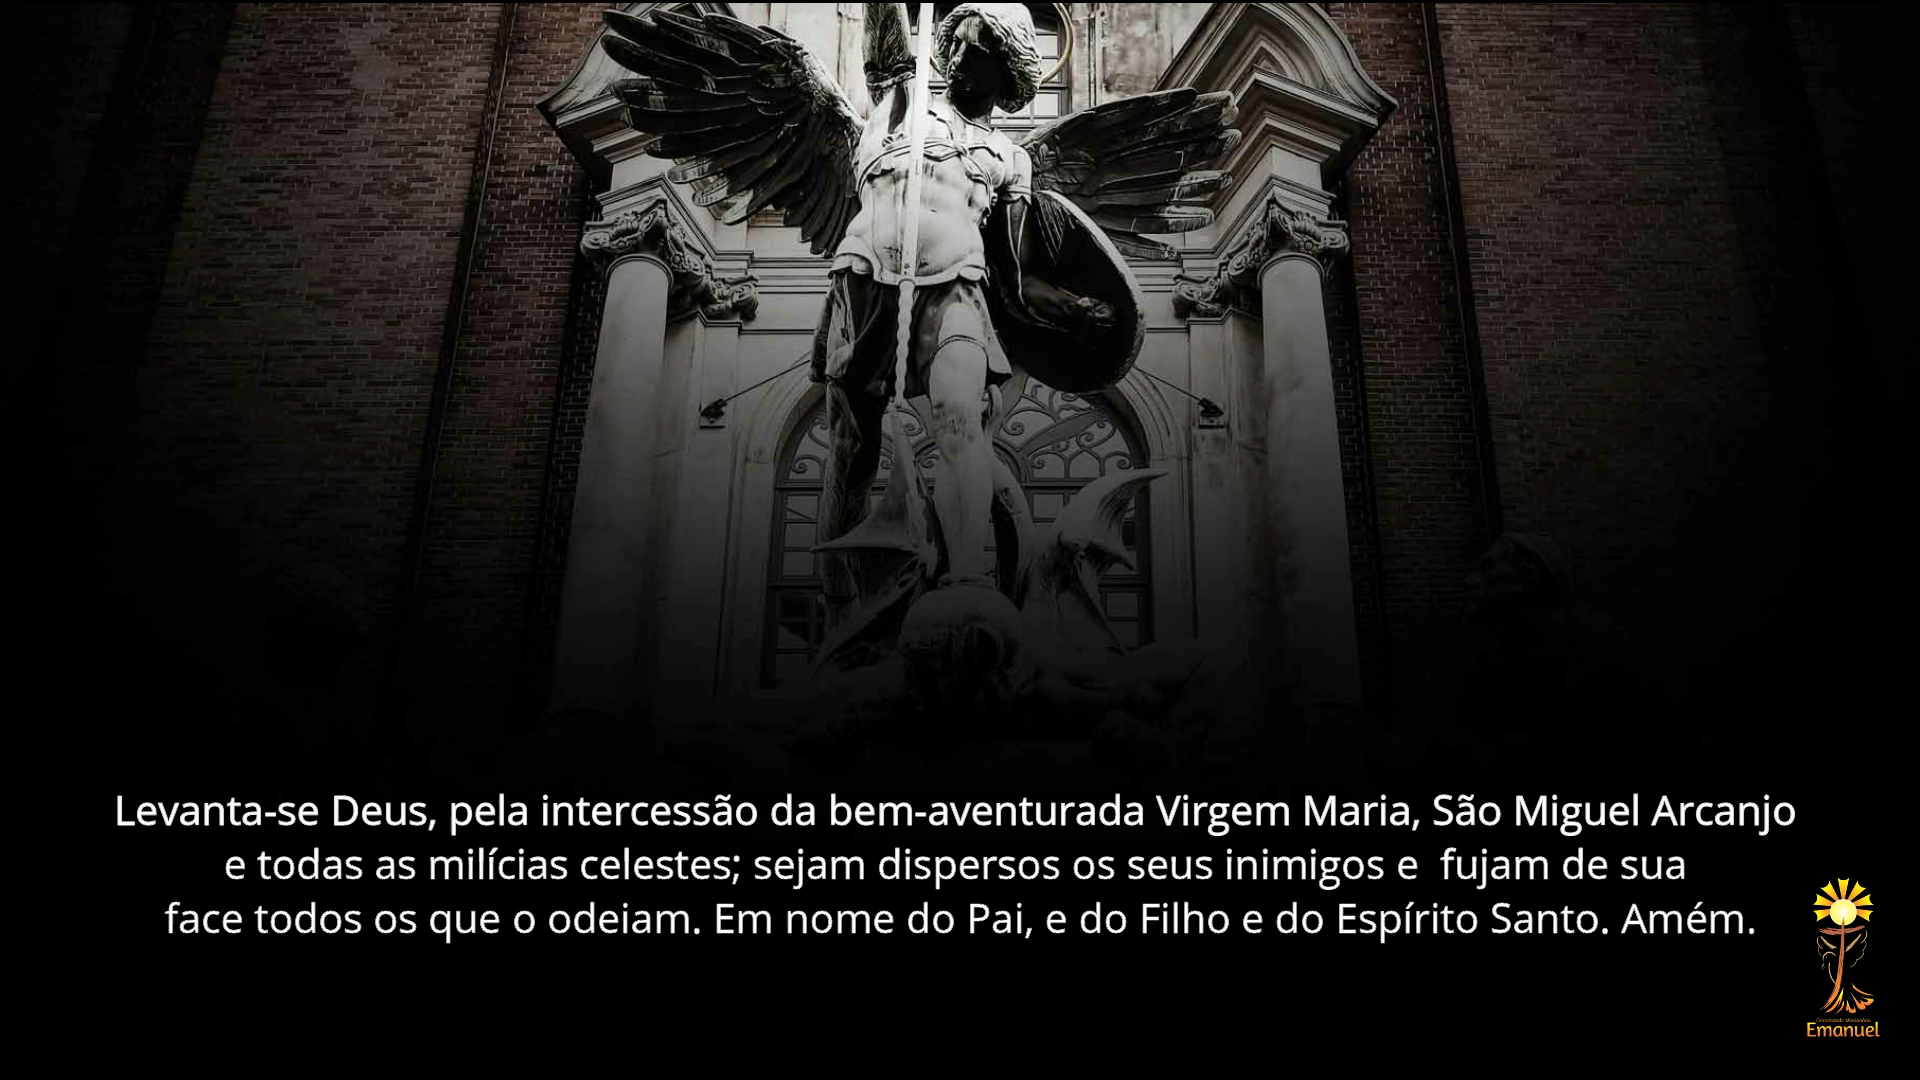 Levanta-se Deus, pela intercessão da bem-aventurada Virgem Maria, São Miguel Arcanjo
e todas as milícias celestes; sejam dispersos os seus inimigos e  fujam de sua
face todos os que o odeiam. Em nome do Pai, e do Filho e do Espírito Santo. Amém.
Comunidade Missionária
Emanuel